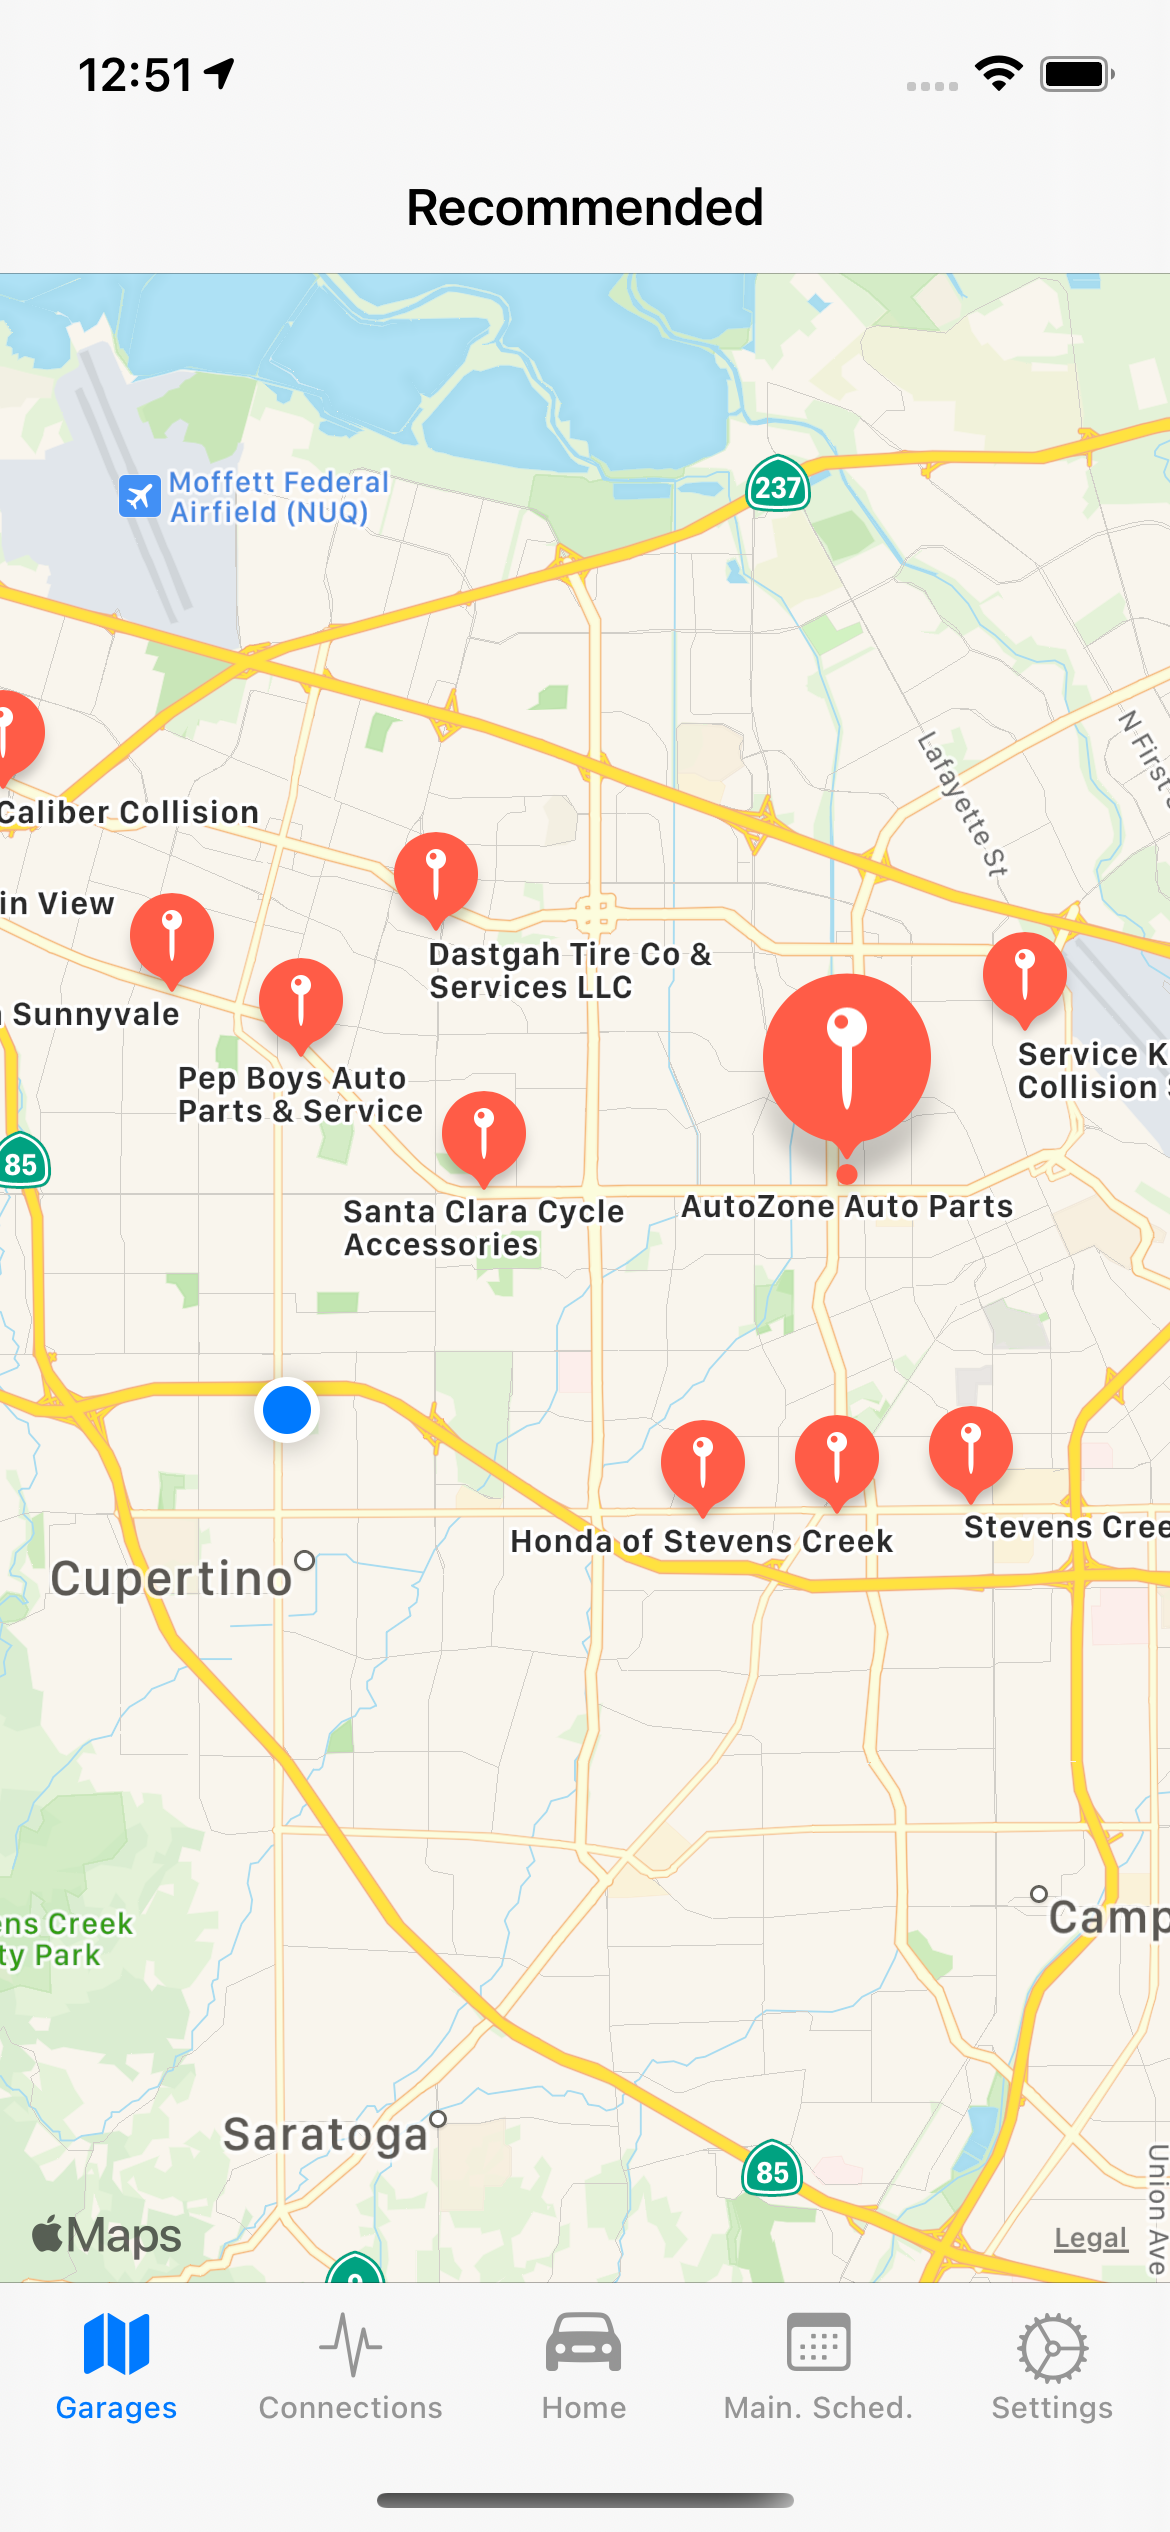 12:51
Recommended
Moffett Federal
Airfield (NUQ)
237
Lafayette St
N First
Caliber Collision
in View
Sunnyvale
Dastgah Tire Co &
Services LLC
Pep Boys Auto
Parts & Service
Service K
Collision
85
Santa Clara Cycle
Accessories
AutoZone Auto Parts
Honda of Stevens Creek
Stevens Cree
Cupertino
ens Creek
ty Park
Camp
Saratoga
85
Union Ave
Maps
Legal
9
Garages
Connections
Home
Main. Sched.
Settings